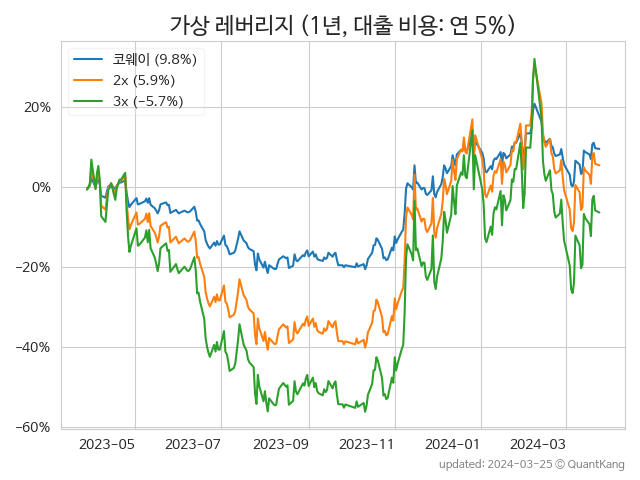 가상 레버리지 (1년, 대출 비용: 연 5%)
코웨이 (9.8%)
2x (5.9%)
3x (−5.7%)
20%
0%
−20%
−40%
−60%
2023−05 2023−07 2023−09 2023−11 2024−01 2024−03
updated: 2024-03-25 © QuantKang